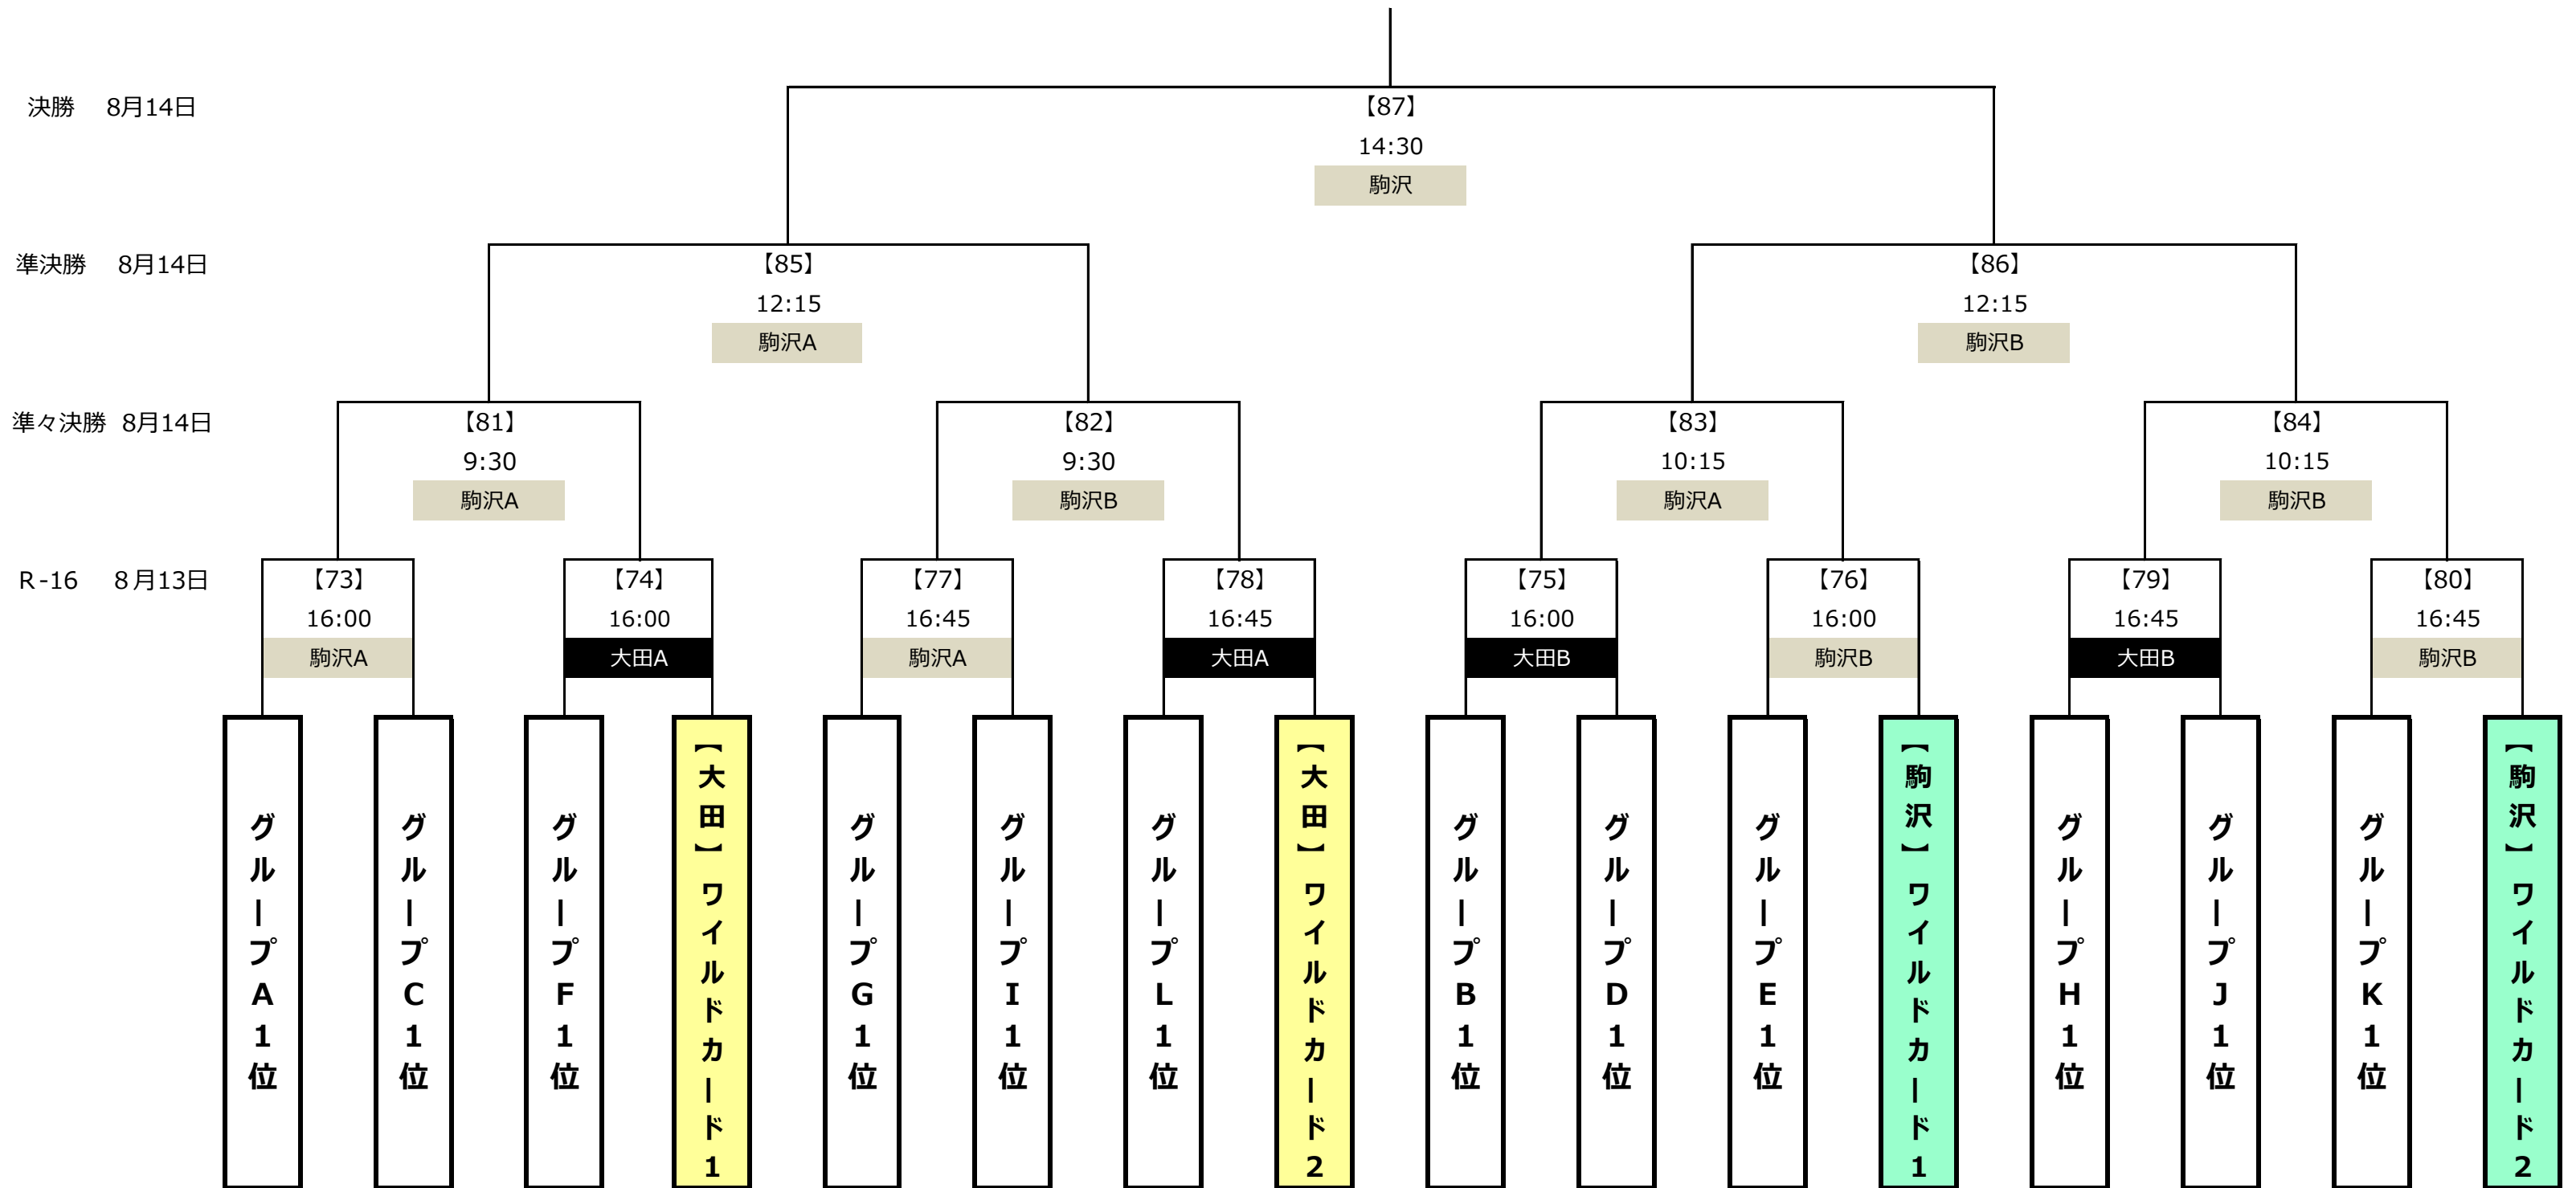 決勝 8月14日
【87】
14:30
駒沢
準決勝 8月14日
【85】 【86】
12:15 12:15
駒沢A 駒沢B
準々決勝 8月14日
【81】 【82】 【83】 【84】
9:30 9:30 10:15 10:15
駒沢A 駒沢B 駒沢A 駒沢B
R-16 8月13日
【73】 【74】 【77】 【78】 【75】 【76】 【79】 【80】
16:00 16:00 16:45 16:45 16:00 16:00 16:45 16:45
駒沢A 大田A 駒沢A 大田A 大田B 駒沢B 大田B 駒沢B
グループA1位
グループC1位
グループF1位
【大田】ワイルドカード1
グループG1位
グループI1位
グループL1位
【大田】ワイルドカード2
グループB1位
グループD1位
グループE1位
【駒沢】ワイルドカード1
グループH1位
グループJ1位
グループK1位
【駒沢】ワイルドカード2